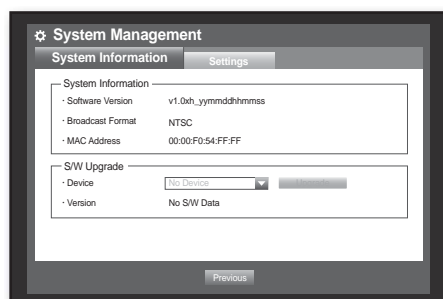 System Management
System Information
Settings
System Information
· Software Version v1.0xh_yymmddhhmmss
· Broadcast Format NTSC
· MAC Address 00:00:F0:54:FF:FF
S/W Upgrade
· Device No Device Upgrade
· Version No S/W Data
Previous